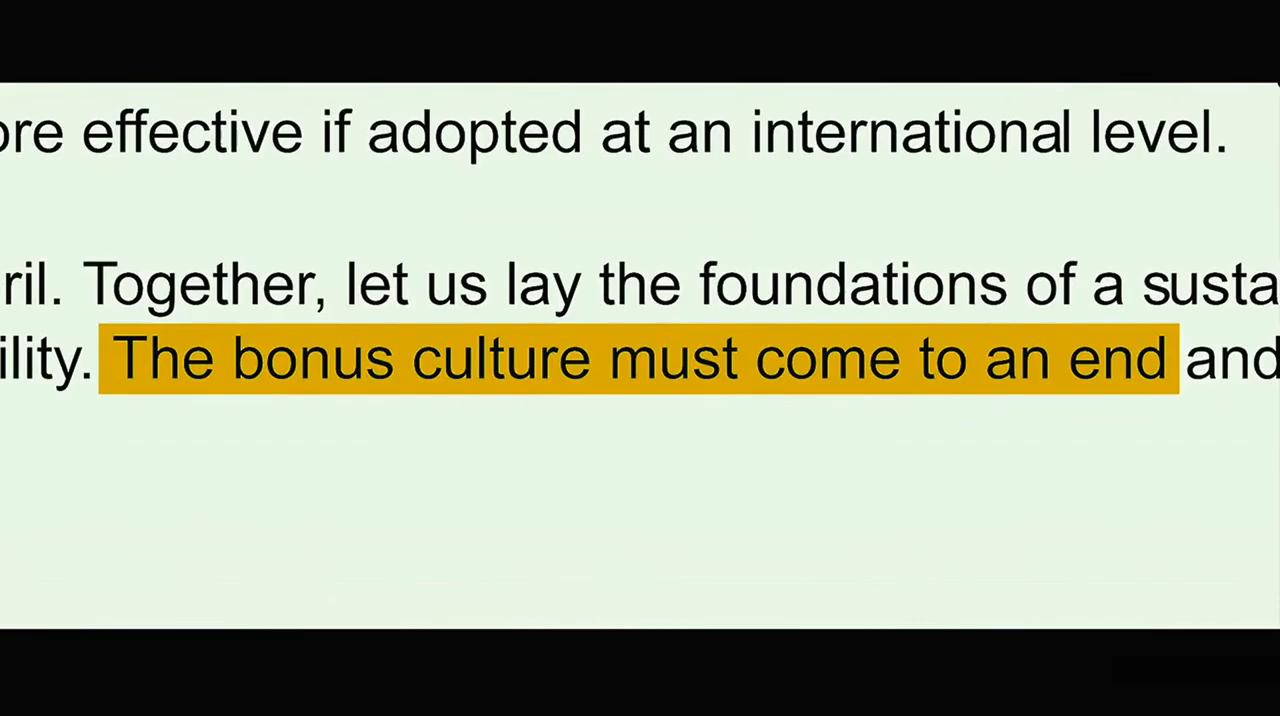 ore effective if adopted at an international level.
ril. Together, let us lay the foundations of a susta
ility. The bonus culture must come to an end and